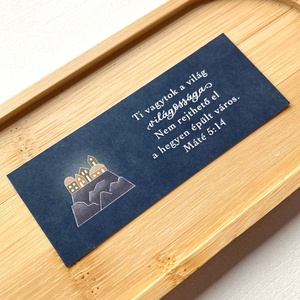 Ti vagytok a világ
világossága
Nem rejthető el
a hegyen épült város.
Máté 5:14